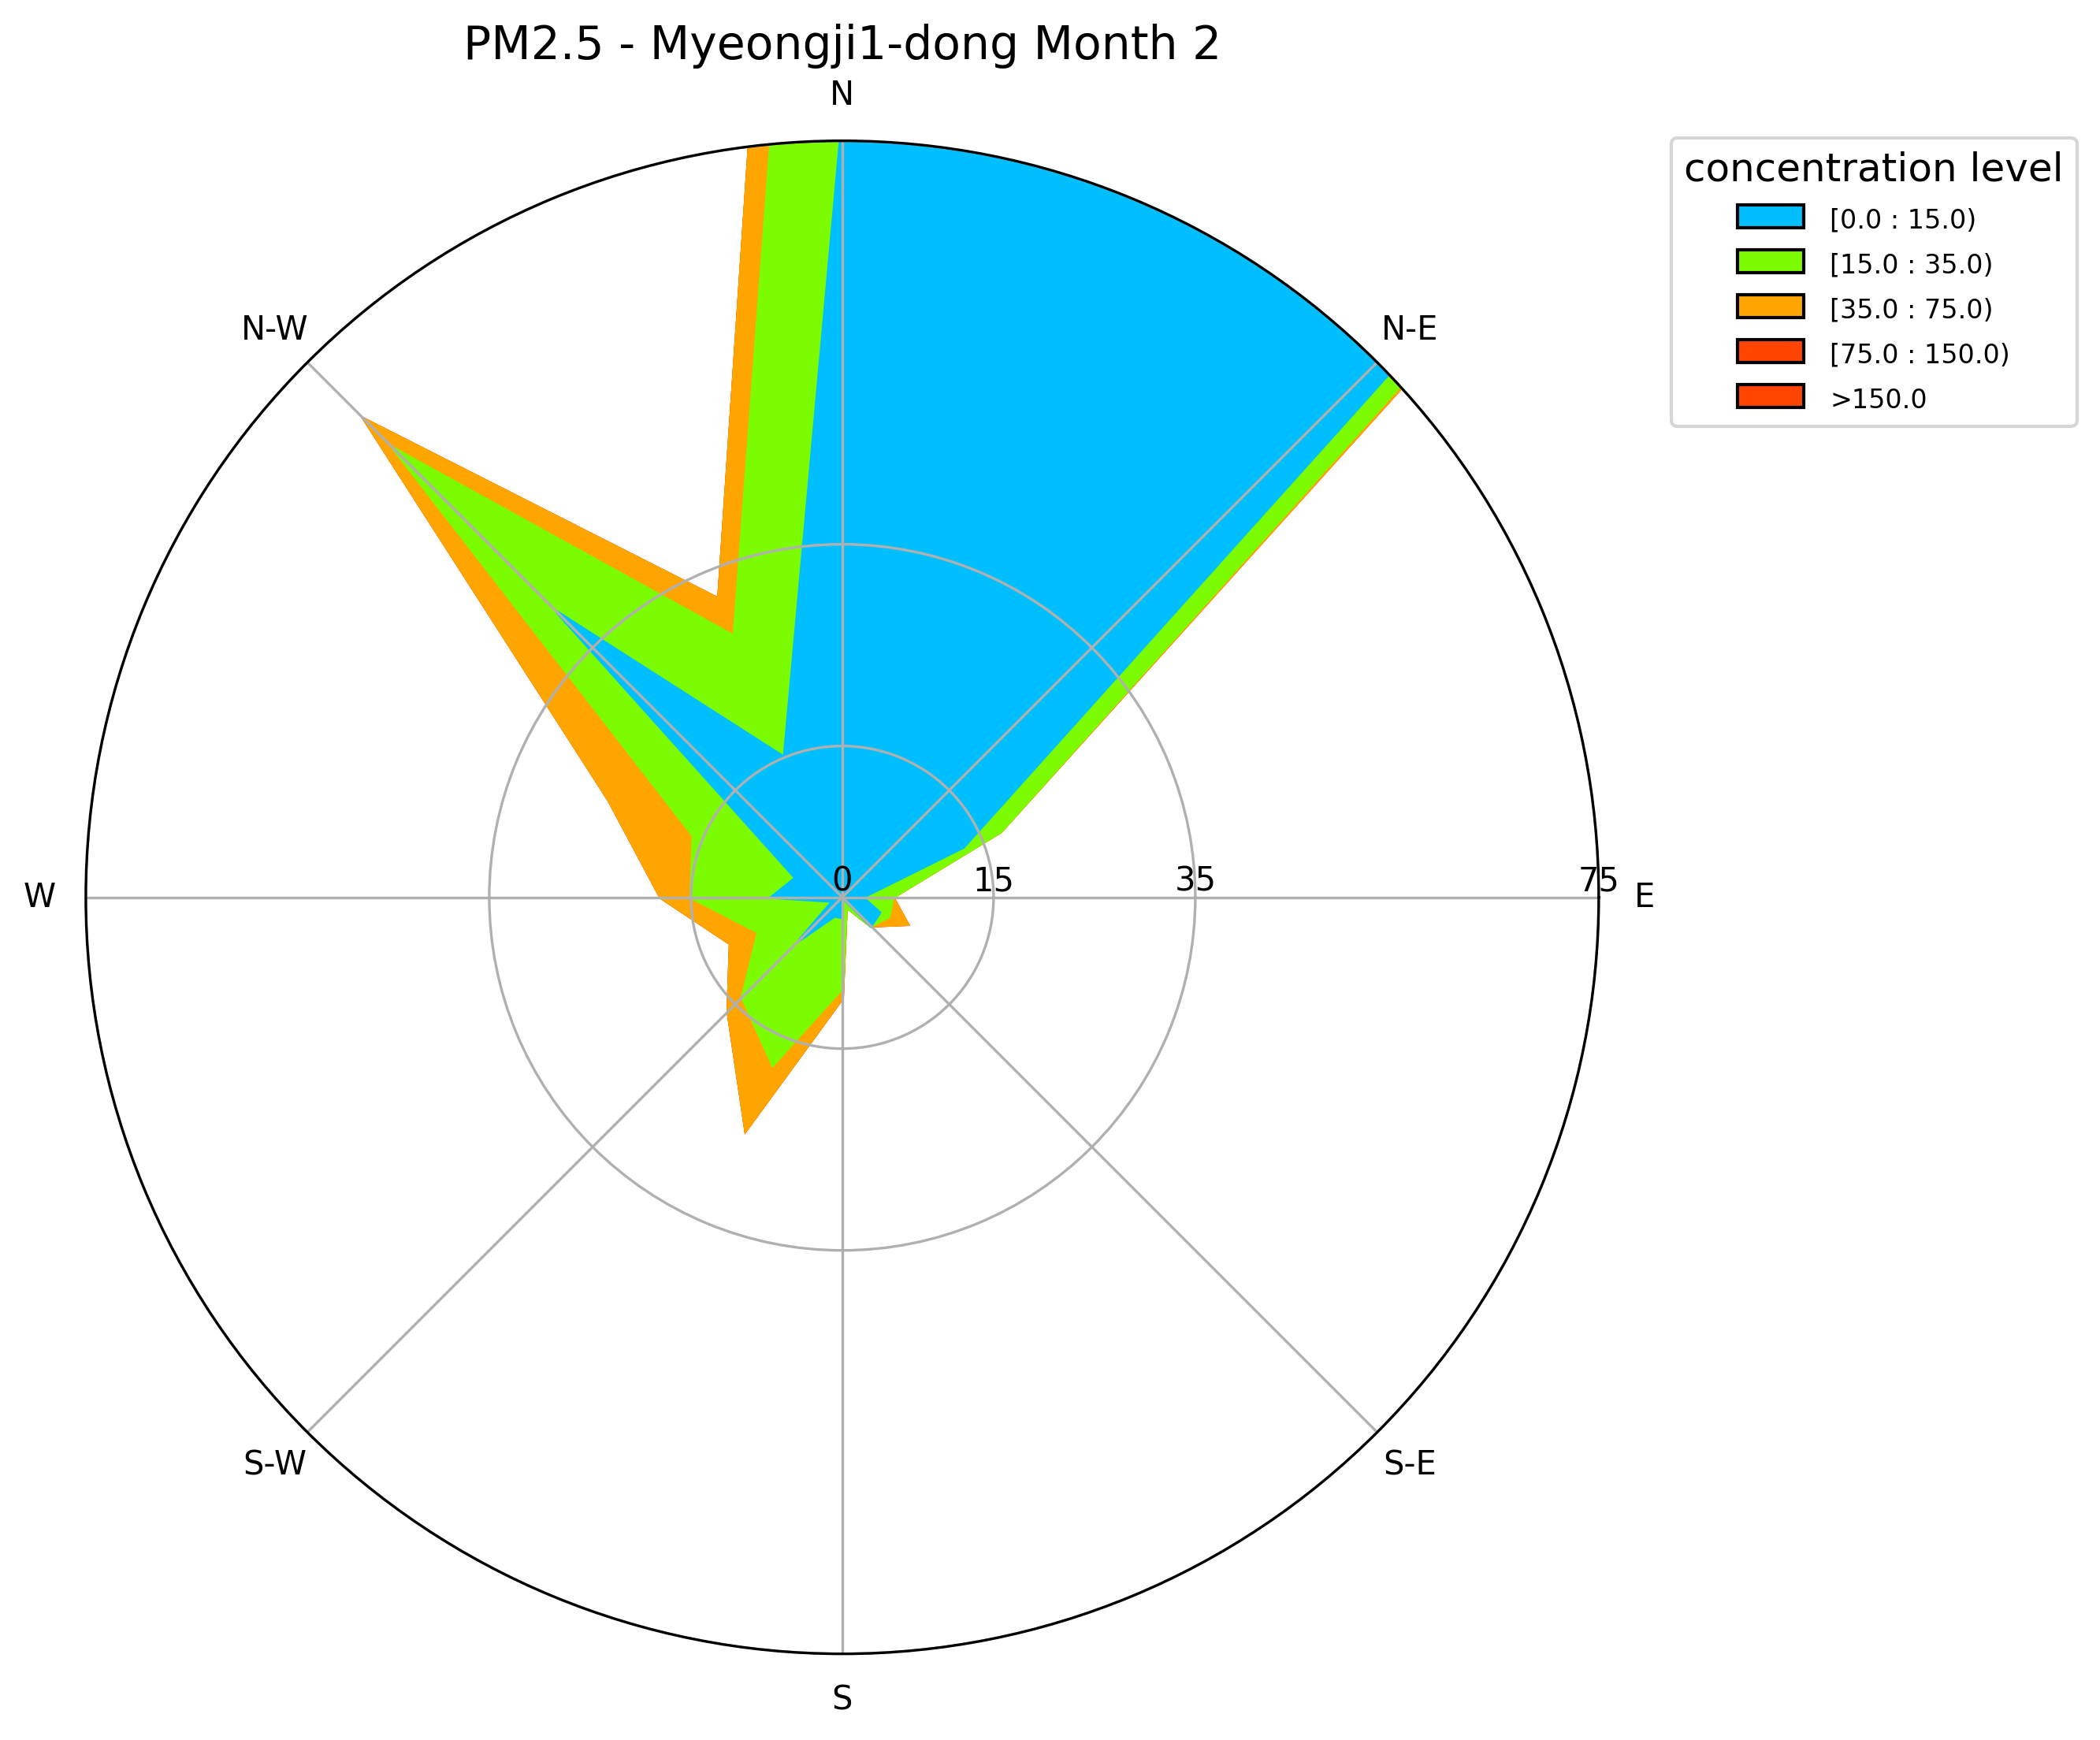 PM2.5 - Myeongji1-dong Month 2
N
concentration level
[0.0 : 15.0)
[15.0 : 35.0)
[35.0 : 75.0)
[75.0 : 150.0)
>150.0
N-W
N-E
W
0
15
35
75
E
S-W
S-E
S